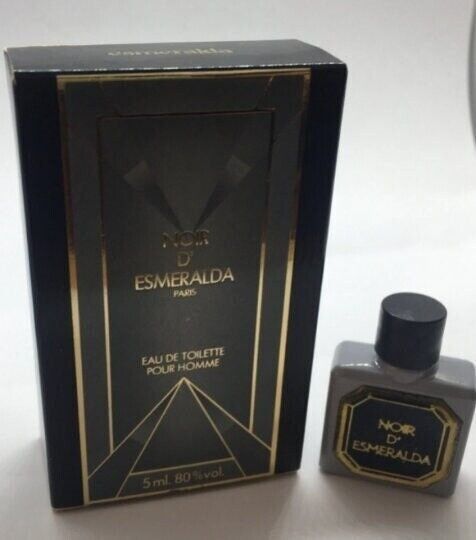 esmeralda
NOIR
D'
ESMERALDA
PARIS
EAU DE TOILETTE
POUR HOMME
5 ml. 80% vol.
NOIR
D'
ESMERALDA